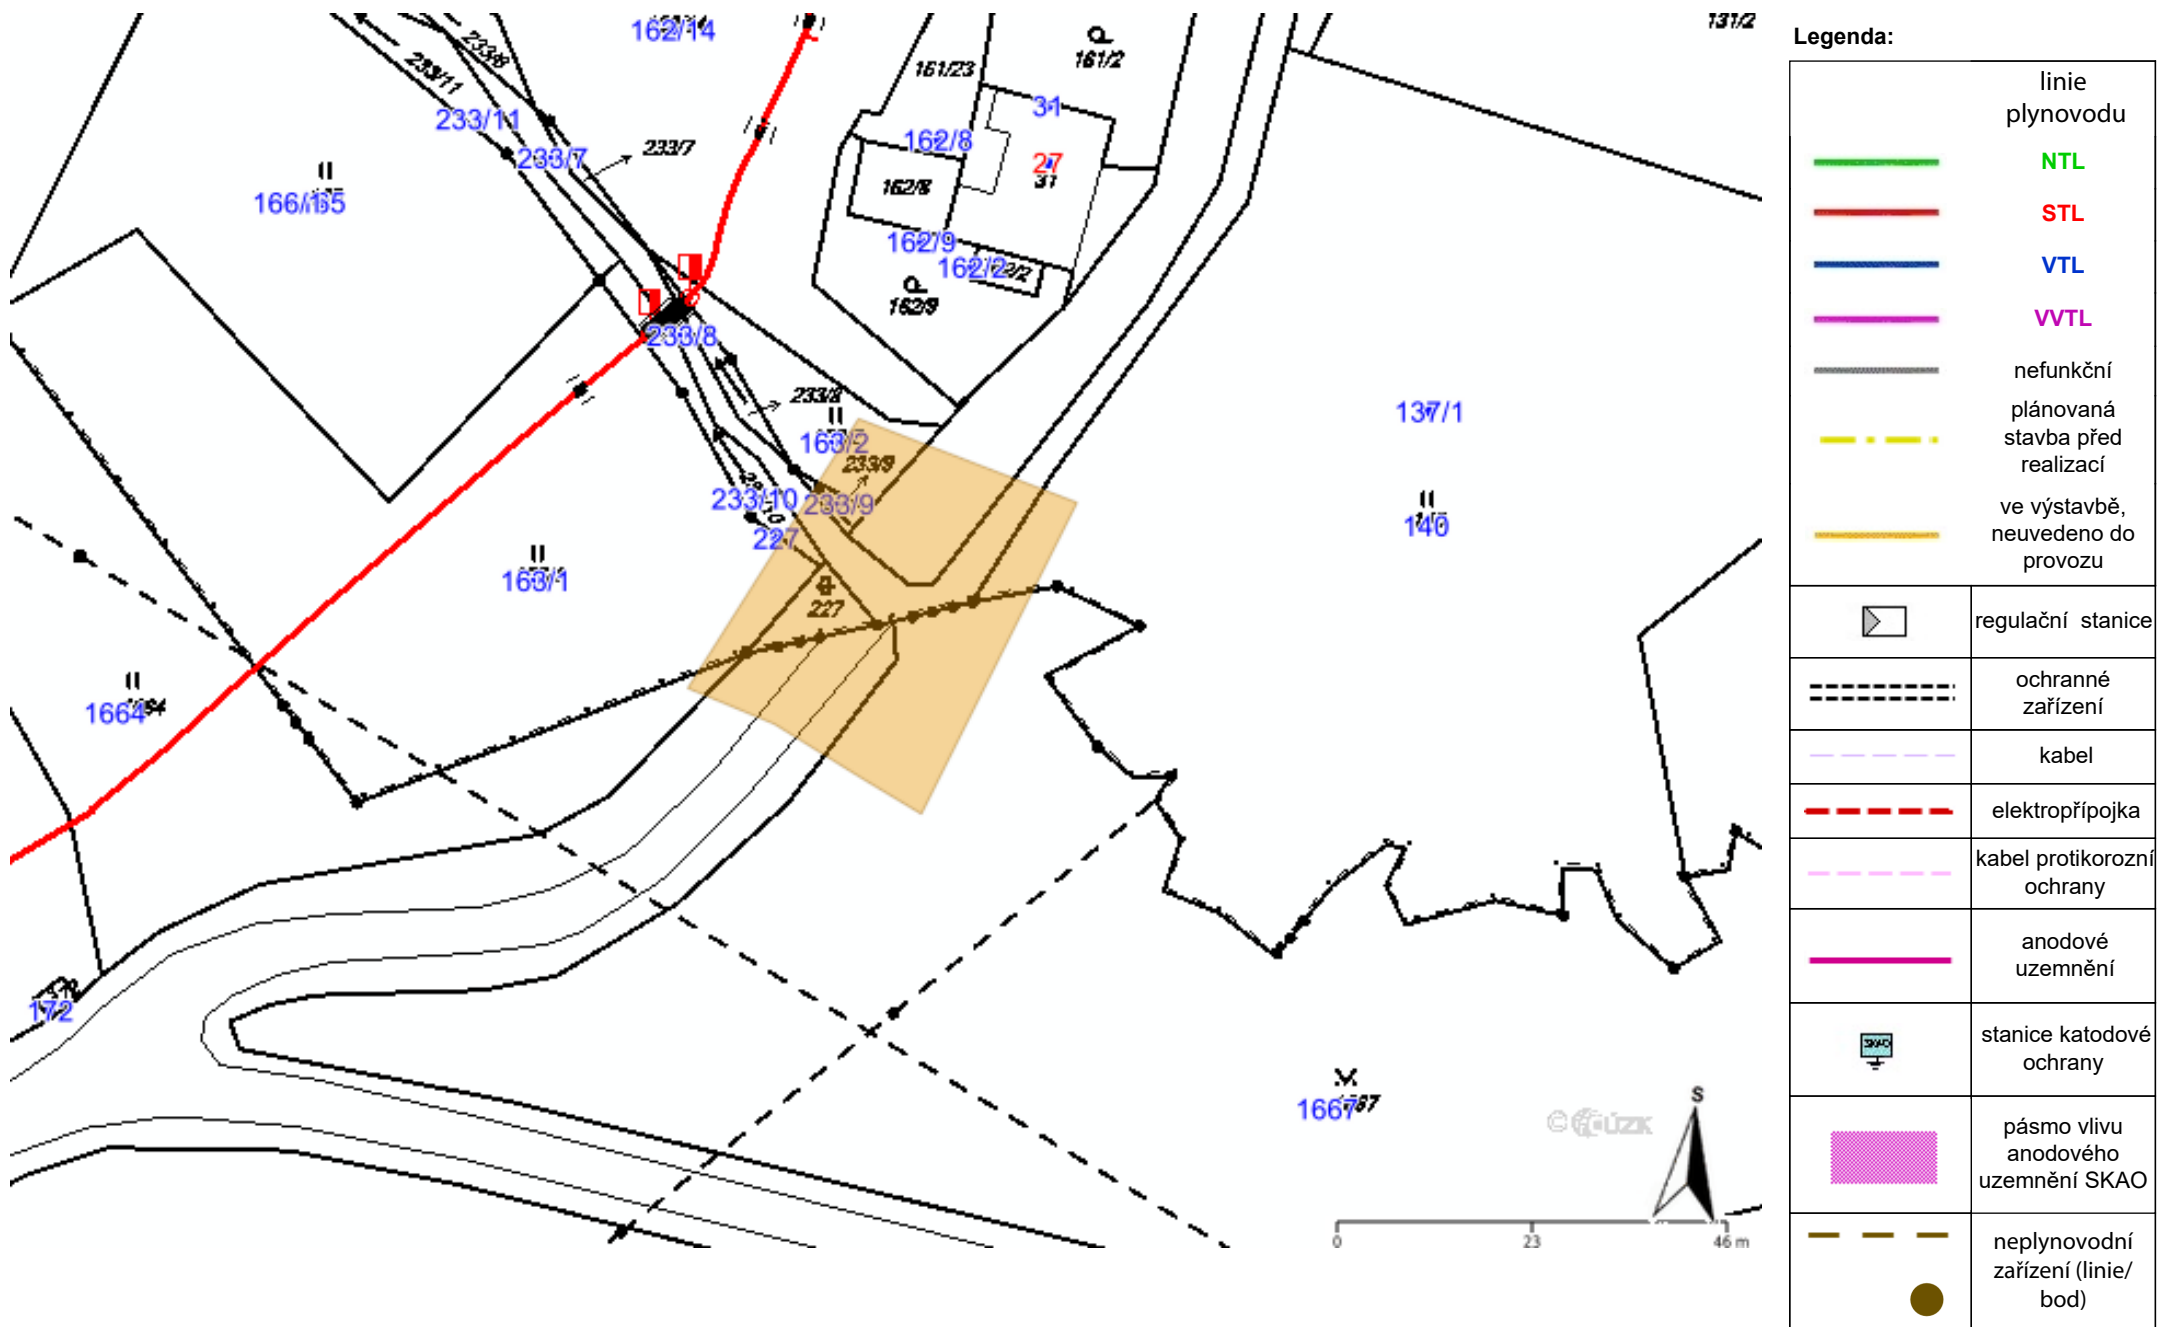 162/14
131/2
233/9
233/11
233/11
233/7
233/7
161/23
161/2
31
162/8
27
31
162/8
162/9
162/2
162/9
233/8
233/8
163/2
233/9
233/10
233/9
227
227
163/1
1664
172
137/1
140
1667
S
0 23 46 m
Legenda:
linie
plynovodu
NTL
STL
VTL
VVTL
nefunkční
plánovaná
stavba před
realizací
ve výstavbě,
neuvedeno do
provozu
regulační stanice
ochranné
zařízení
kabel
elektropřípojka
kabel protikorozní
ochrany
anodové
uzemnění
SKAO
stanice katodové
ochrany
pásmo vlivu
anodového
uzemnění SKAO
neplynovodní
zařízení (linie/
bod)